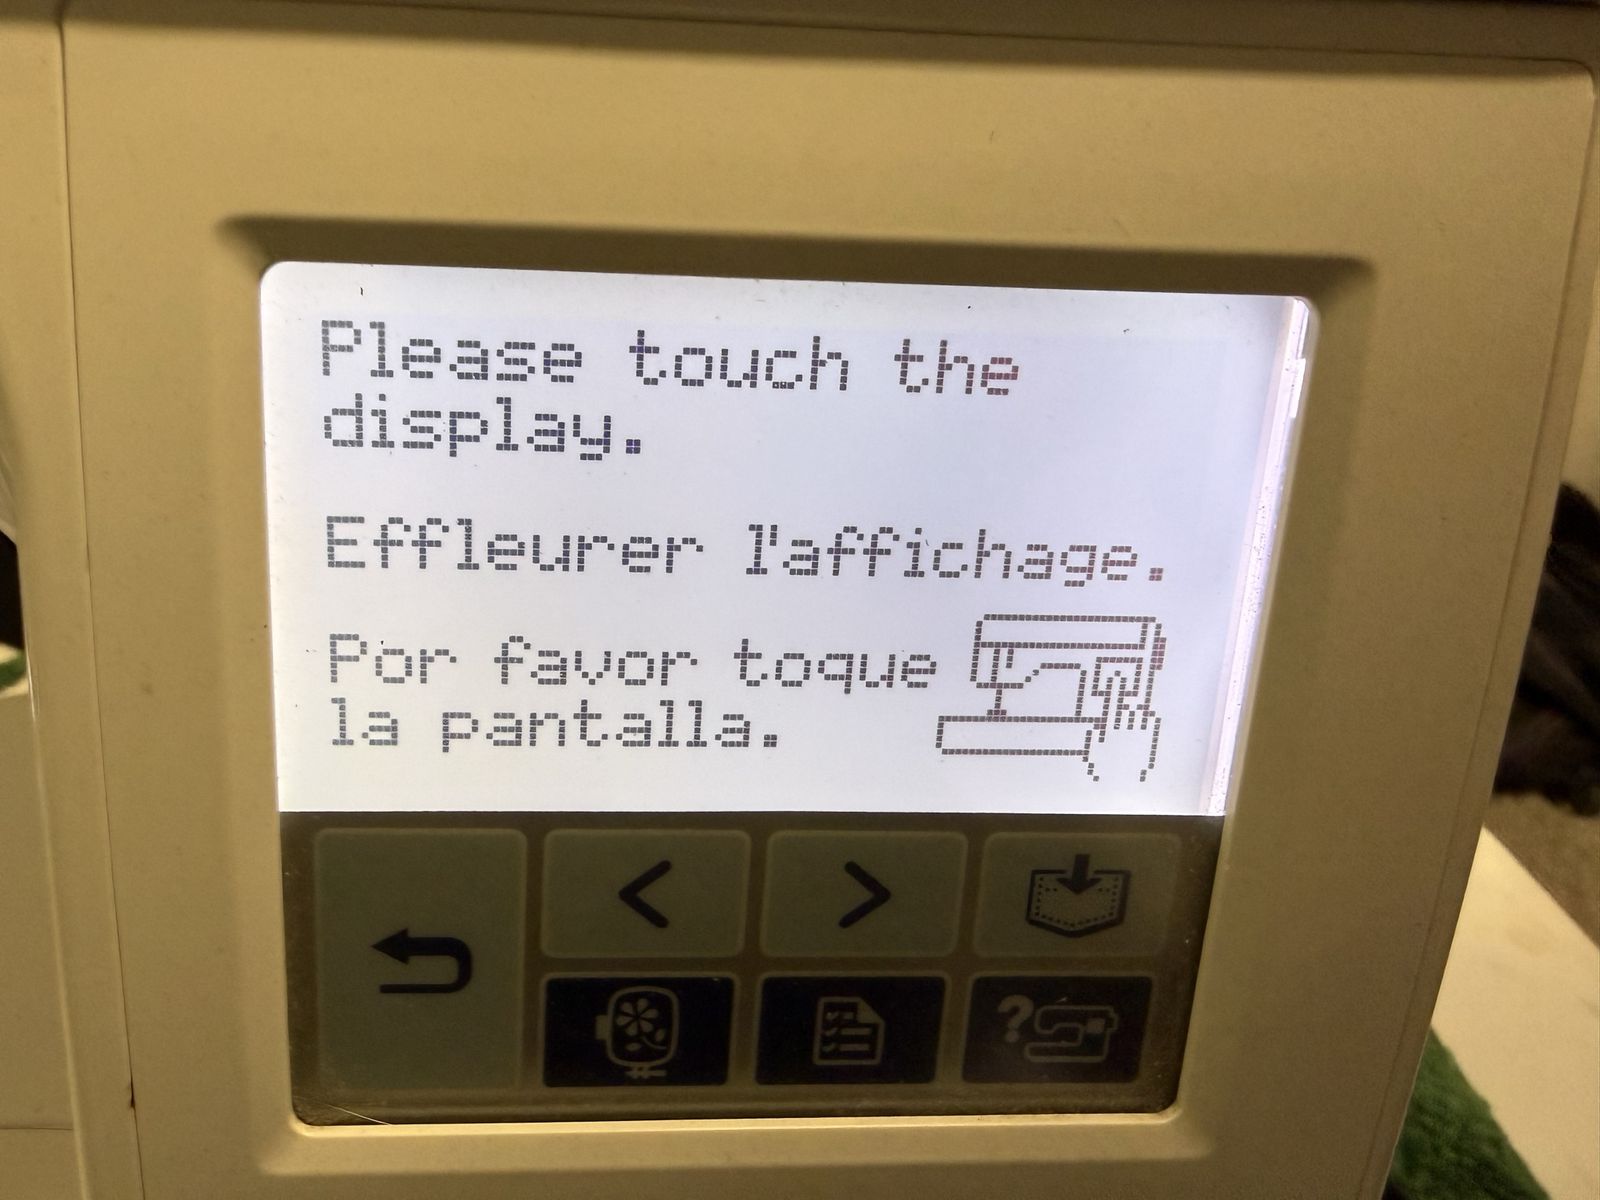 Please touch the
display.
Effleurer l'affichage.
Por favor toque
la pantalla.
< >
?